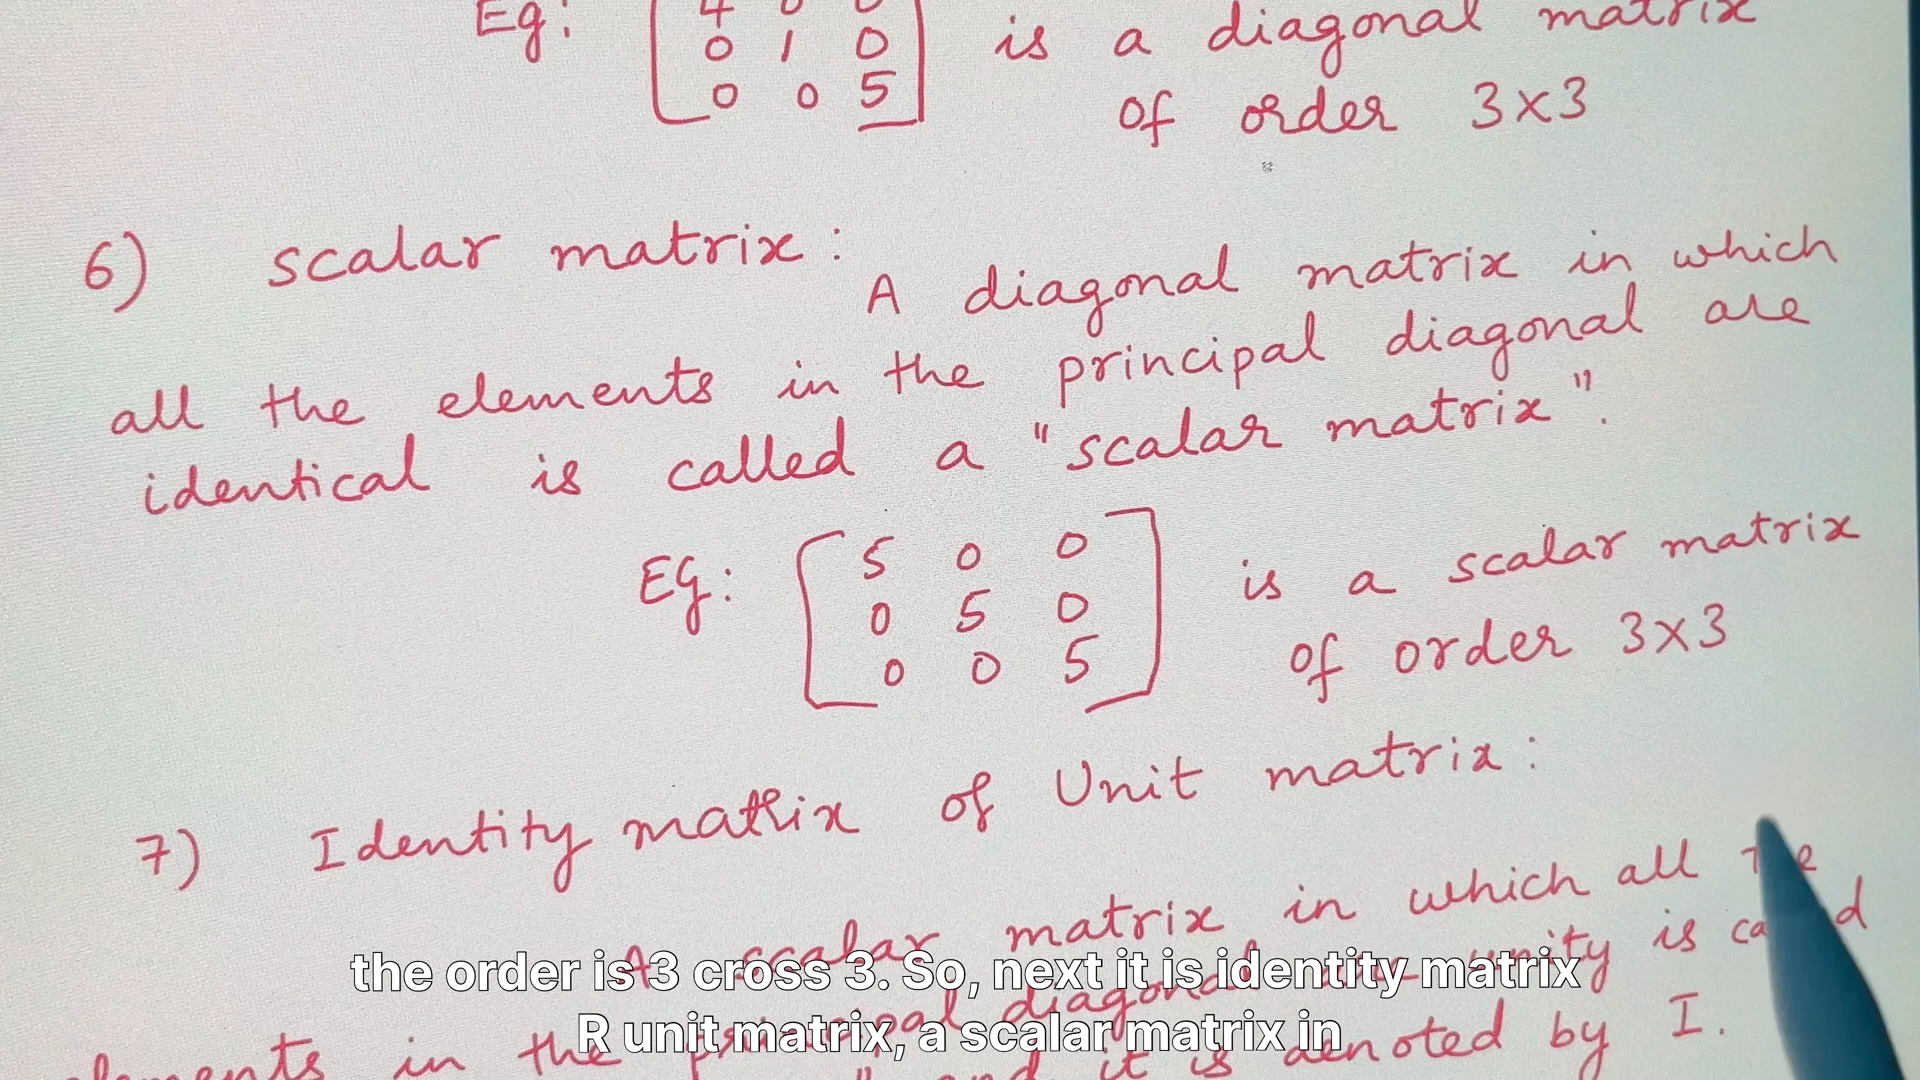 Eg: 4 0 0 is a diagonal matrix
0 1 0
0 0 5 of order 3x3
6) scalar matrix :
A diagonal matrix in which
all the elements in the principal diagonal are
identical is called a "scalar matrix".
EG: 5 0 0 is a scalar matrix
0 5 0
0 0 5 of order 3x3
7) Identity matrix of Unit matrix :
A scalar matrix in which all the
elements in the principal diagonal unity is called
and it is denoted by I.
the order is 3 cross 3. So, next it is identity matrix
R unit matrix, a scalar matrix in